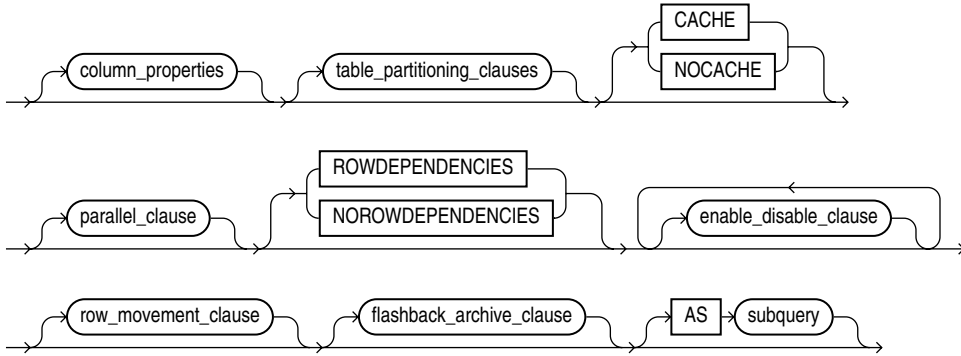 CACHE
column_properties table_partitioning_clauses NOCACHE
ROWDEPENDENCIES
parallel_clause NOROWDEPENDENCIES enable_disable_clause
row_movement_clause flashback_archive_clause AS subquery